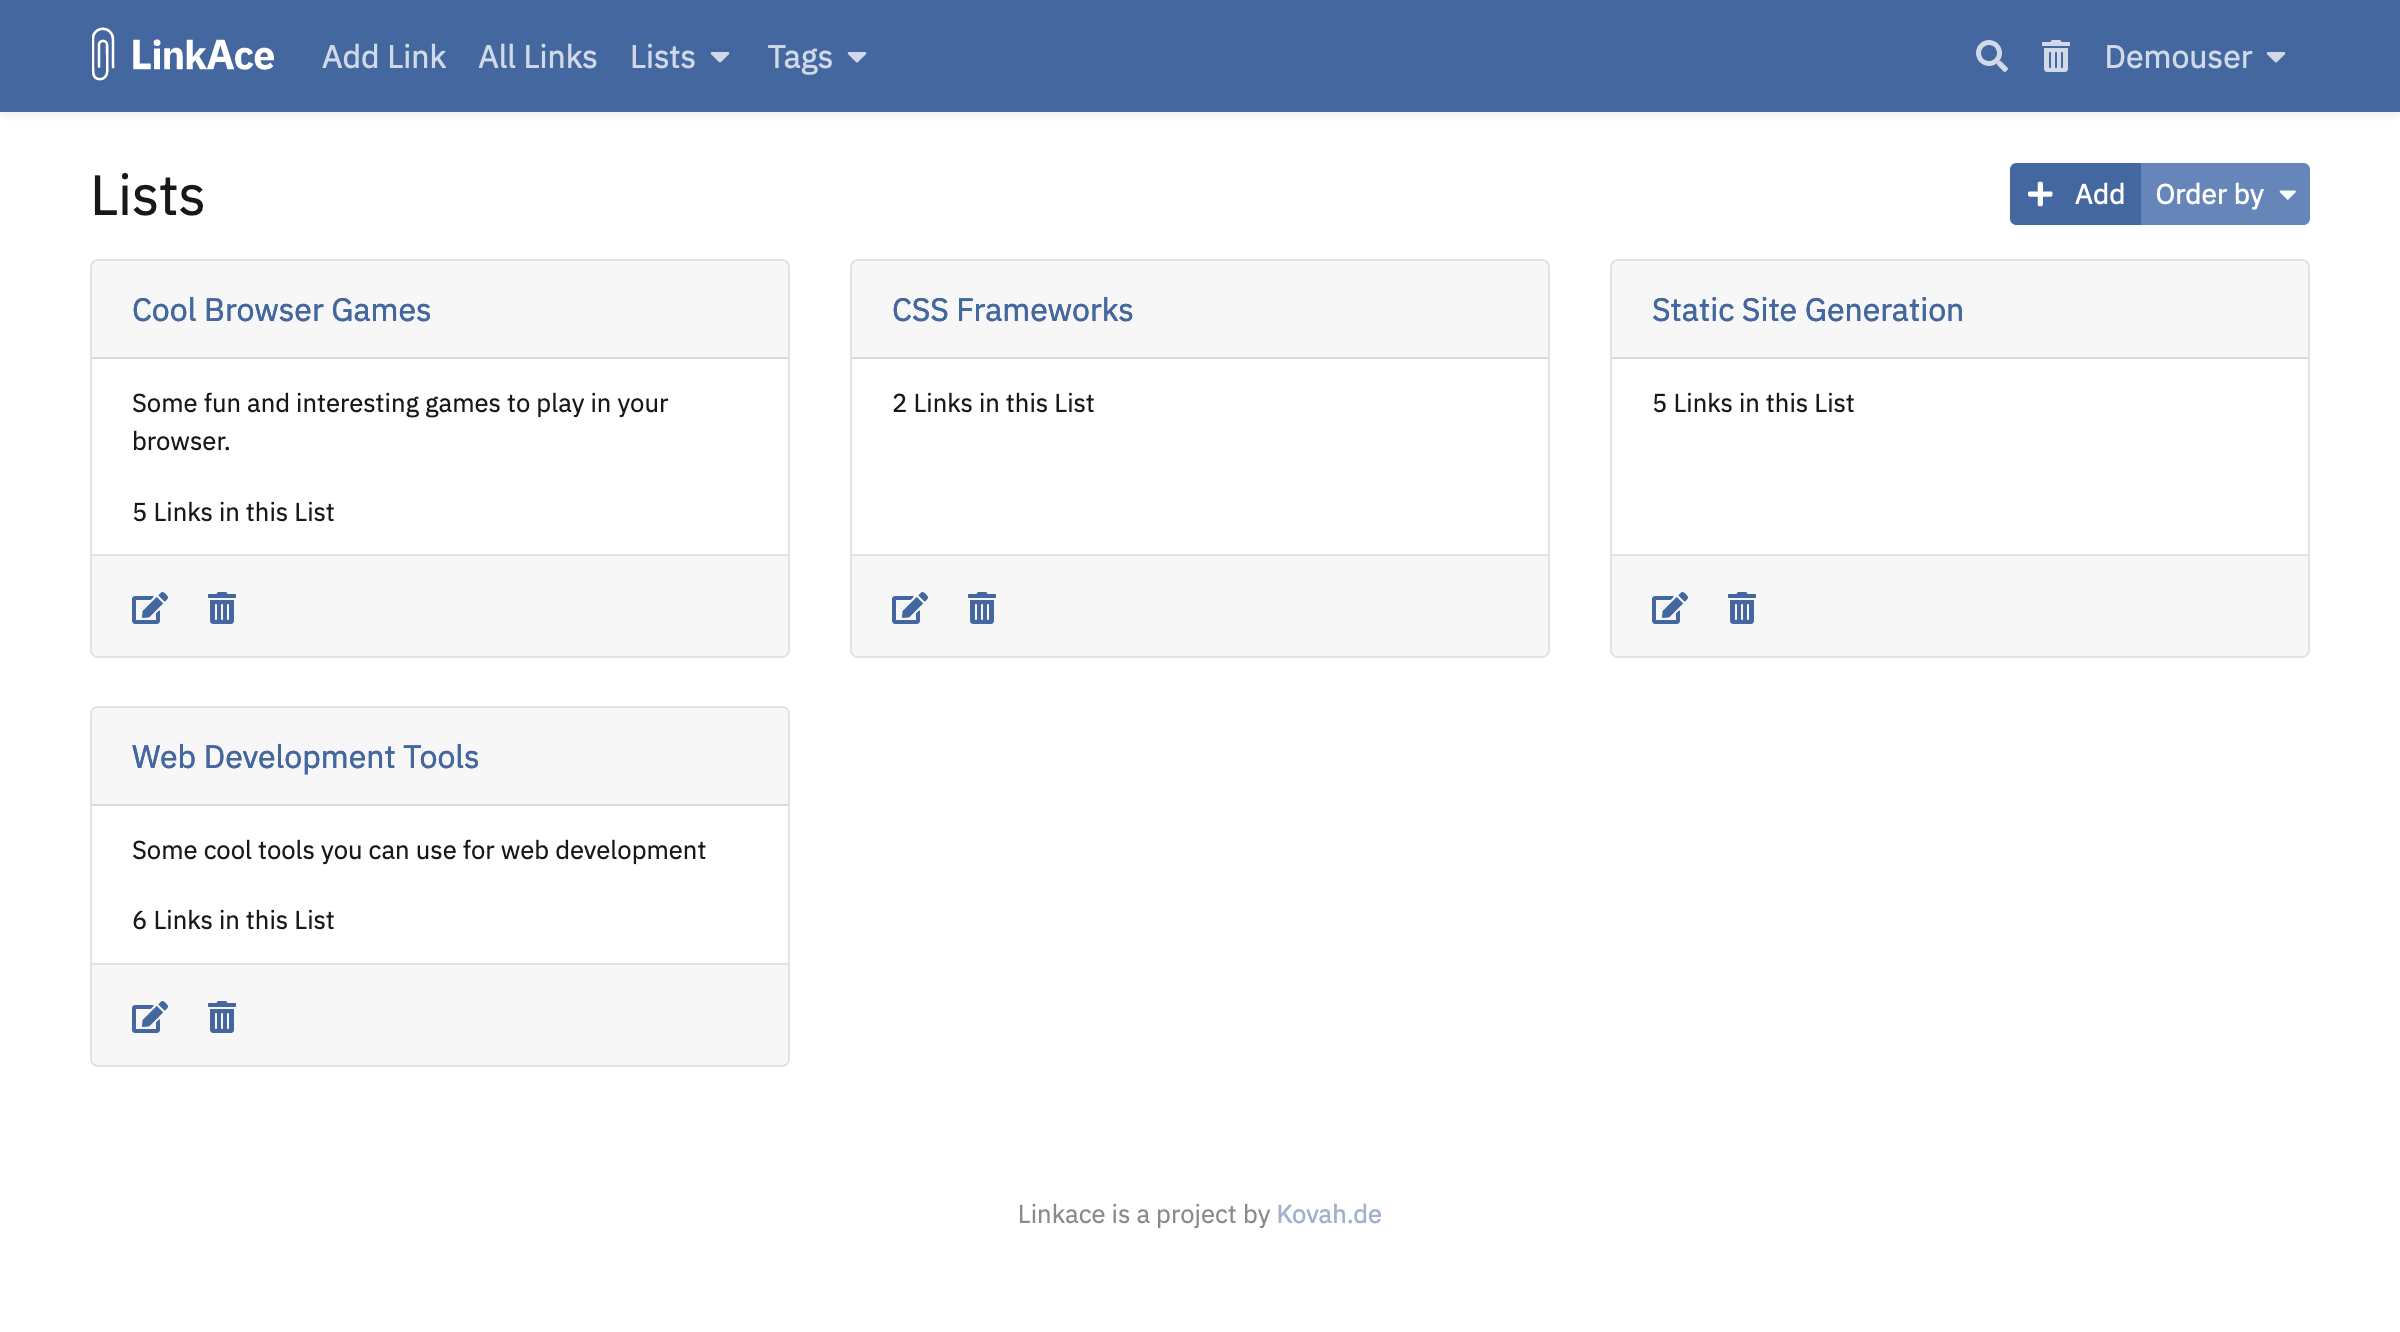 LinkAce Add Link All Links Lists Tags Demouser
Lists
Add Order by
Cool Browser Games
Some fun and interesting games to play in your
browser.
5 Links in this List
CSS Frameworks
2 Links in this List
Static Site Generation
5 Links in this List
Web Development Tools
Some cool tools you can use for web development
6 Links in this List
Linkace is a project by Kovah.de